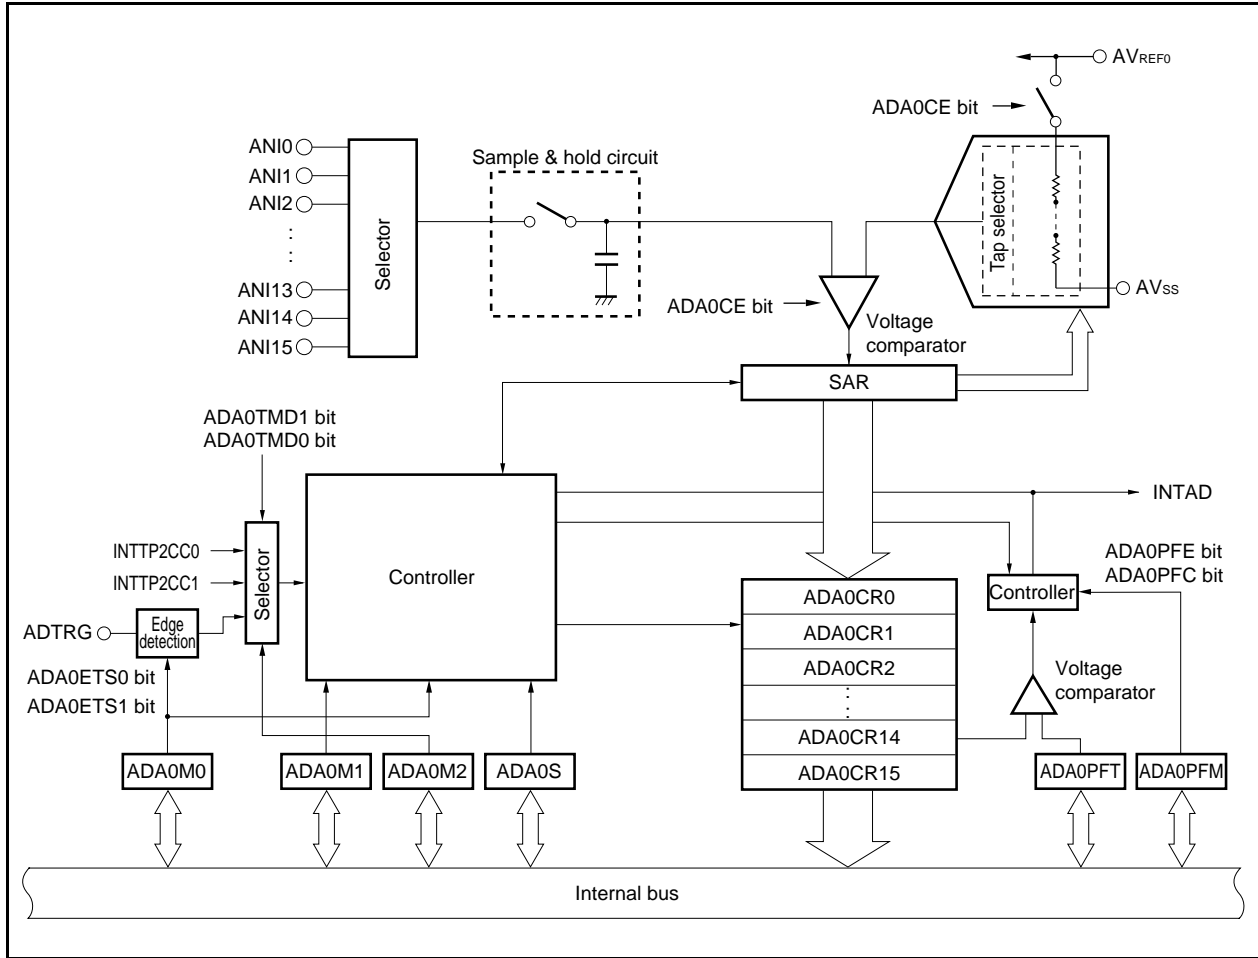 AVREF0
ADA0CE bit
ANI0
ANI1
ANI2
ANI13
ANI14
ANI15
Selector
Sample & hold circuit
Tap selector
AVSS
ADA0CE bit
Voltage
comparator
SAR
ADA0TMD1 bit
ADA0TMD0 bit
INTTP2CC0
INTTP2CC1
ADTRG
Edge
detection
Selector
ADA0ETS0 bit
ADA0ETS1 bit
Controller
INTAD
ADA0PFE bit
ADA0PFC bit
Controller
Voltage
comparator
ADA0CR0
ADA0CR1
ADA0CR2
ADA0CR14
ADA0CR15
ADA0M0
ADA0M1
ADA0M2
ADA0S
ADA0PFT
ADA0PFM
Internal bus